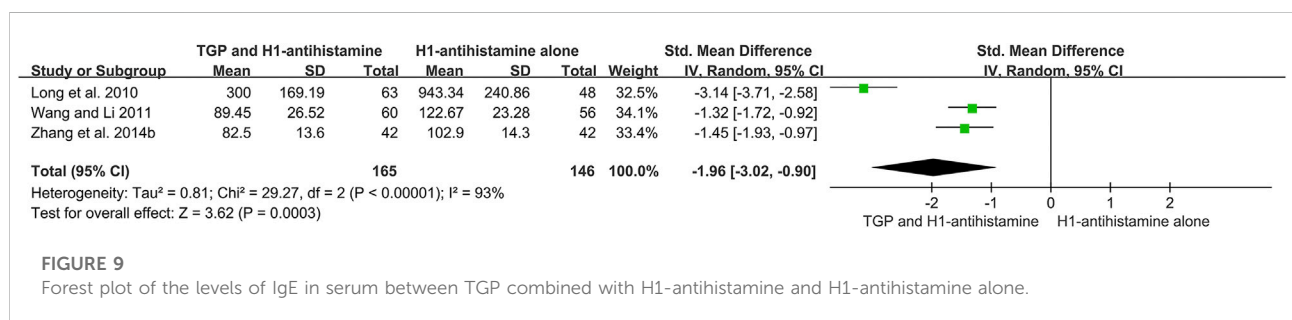 TGP and H1-antihistamine H1-antihistamine alone Std. Mean Difference Std. Mean Difference
Study or Subgroup Mean SD Total Mean SD Total Weight IV, Random, 95% CI IV, Random, 95% CI
Long et al. 2010 300 169.19 63 943.34 240.86 48 32.5% -3.14 [-3.71, -2.58]
Wang and Li 2011 89.45 26.52 60 122.67 23.28 56 34.1% -1.32 [-1.72, -0.92]
Zhang et al. 2014b 82.5 13.6 42 102.9 14.3 42 33.4% -1.45 [-1.93, -0.97]
Total (95% CI) 165 146 100.0% -1.96 [-3.02, -0.90]
Heterogeneity: Tau² = 0.81; Chi² = 29.27, df = 2 (P < 0.00001); I² = 93%
Test for overall effect: Z = 3.62 (P = 0.0003)
-2 -1 0 1 2
TGP and H1-antihistamine H1-antihistamine alone
FIGURE 9
Forest plot of the levels of IgE in serum between TGP combined with H1-antihistamine and H1-antihistamine alone.